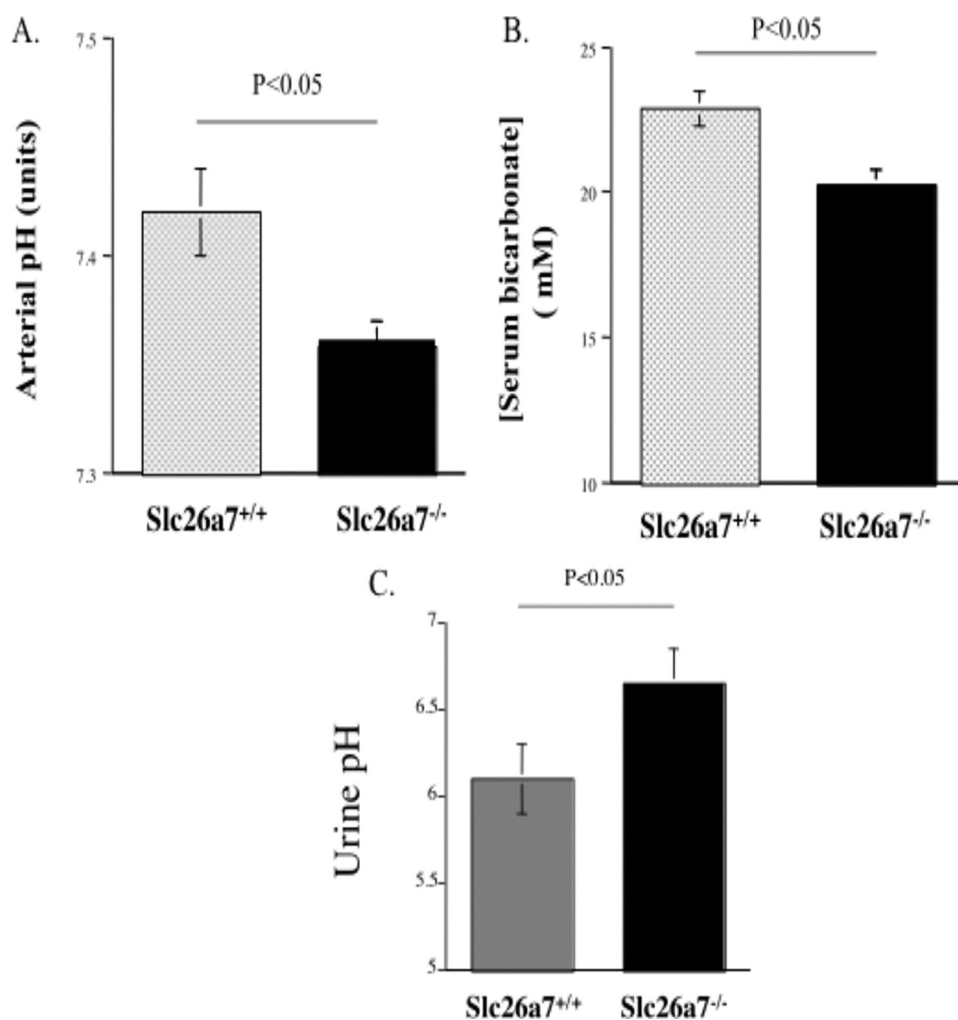 A.
7.5
P<0.05
7.4
7.3
Arterial pH (units)
Slc26a7+/+ Slc26a7-/-
B.
25
P<0.05
20
15
10
[Serum bicarbonate]
( mM)
Slc26a7+/+ Slc26a7-/-
C.
P<0.05
7
6.5
6
5.5
5
Urine pH
Slc26a7+/+ Slc26a7-/-